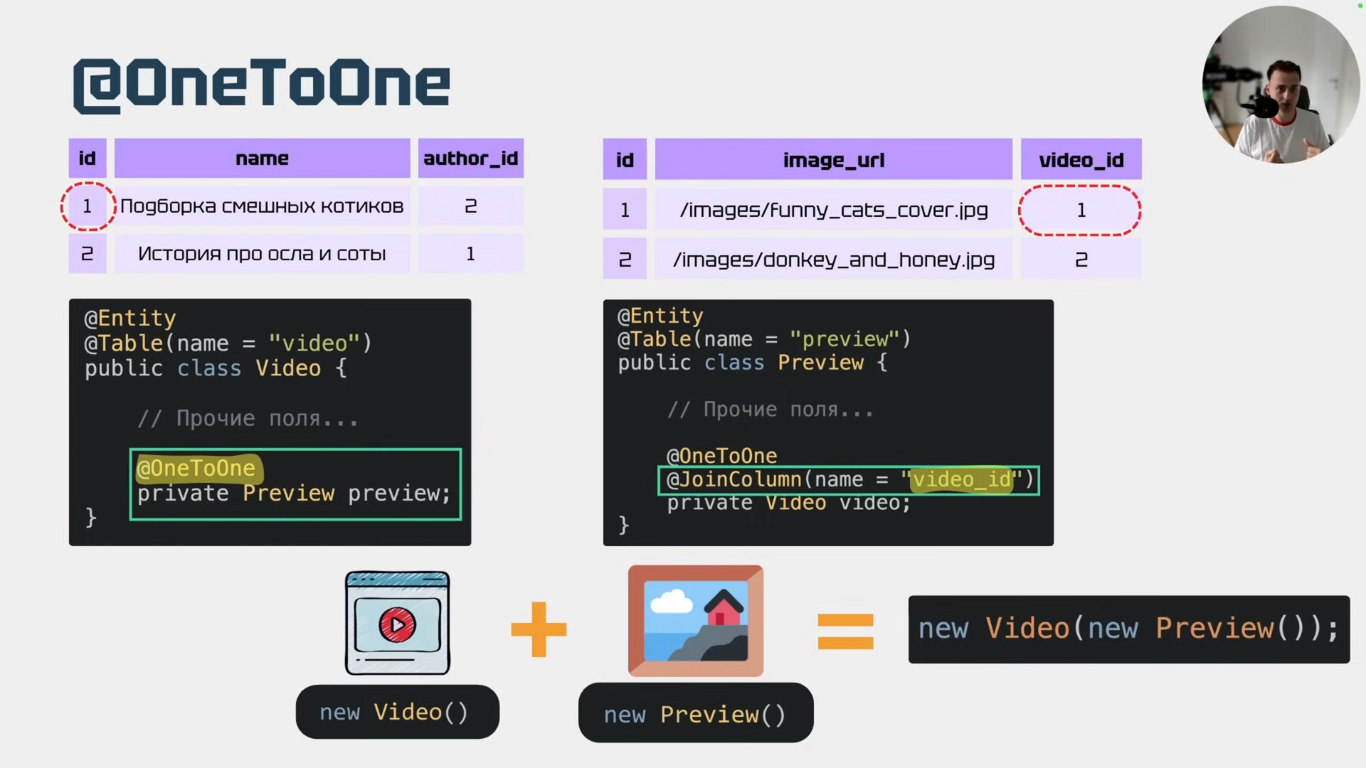 @OneToOne
id name author_id
1 Подборка смешных котиков 2
2 История про осла и соты 1
id image_url video_id
1 /images/funny_cats_cover.jpg 1
2 /images/donkey_and_honey.jpg 2
@Entity
@Table(name = "video")
public class Video {
// Прочие поля...
@OneToOne
private Preview preview;
}
@Entity
@Table(name = "preview")
public class Preview {
// Прочие поля...
@OneToOne
@JoinColumn(name = "video_id")
private Video video;
}
new Video()
new Preview()
new Video(new Preview());